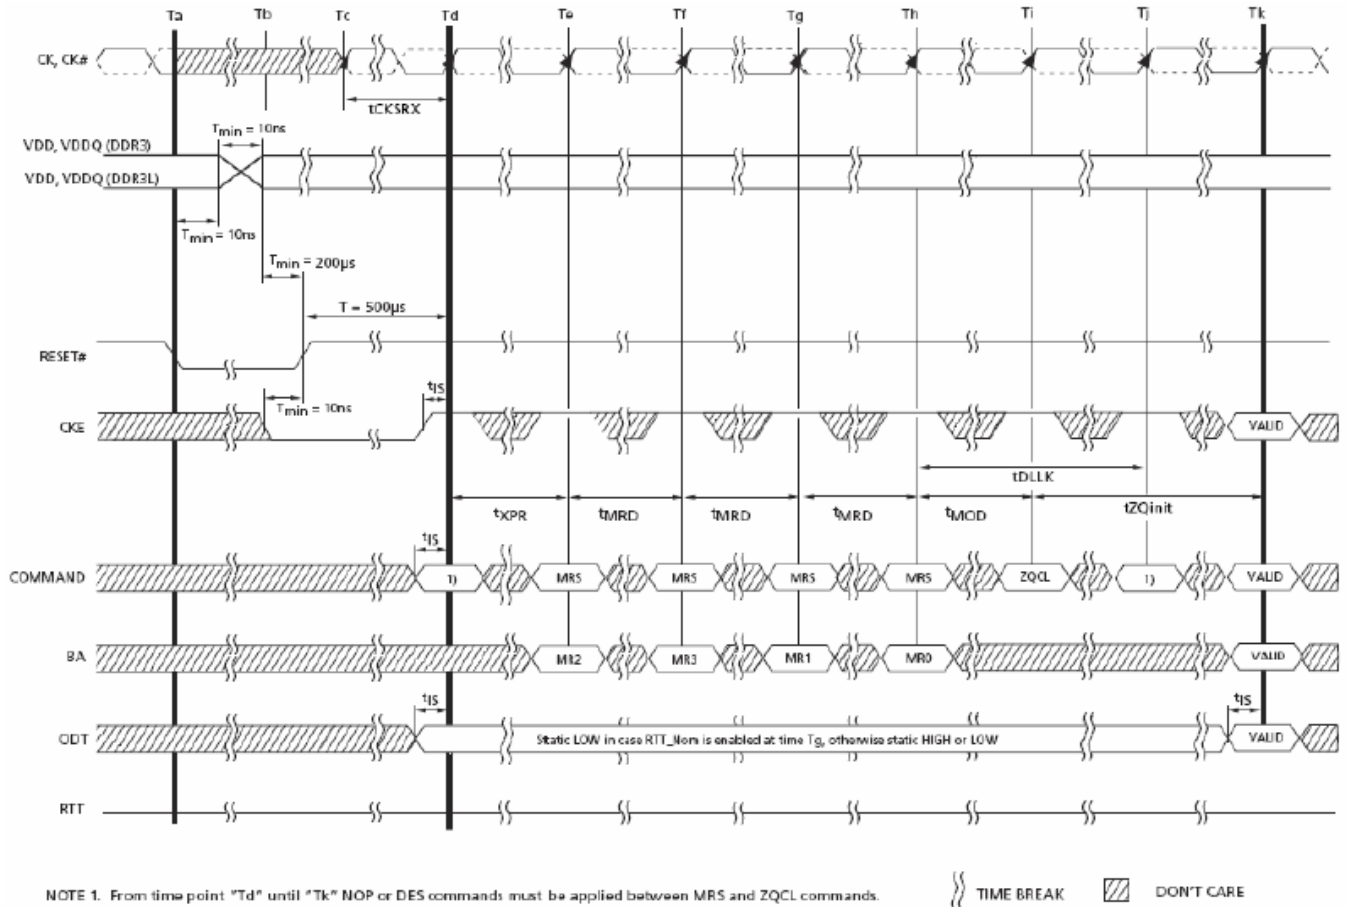 Ta Tb Tc Td Te Tf Tg Th Ti Tj Tk
CK, CK#
tCKSRX
Tmin = 10ns
VDD, VDDQ (DDR3)
VDD, VDDQ (DDR3L)
Tmin = 10ns
Tmin = 200µs
T = 500µs
RESET#
tIS
Tmin = 10ns
CKE
VALID
tDLLK
tXPR tMRD tMRD tMRD tMOD tZQinit
tIS
COMMAND 1) MRS MRS MRS MRS ZQCL 1) VALID
BA MR2 MR3 MR1 MR0 VALID
tIS tIS
ODT Static LOW in case RTT_Nom is enabled at time Tg, otherwise static HIGH or LOW VALID
RTT
NOTE 1. From time point "Td" until "Tk" NOP or DES commands must be applied between MRS and ZQCL commands.
TIME BREAK DON'T CARE